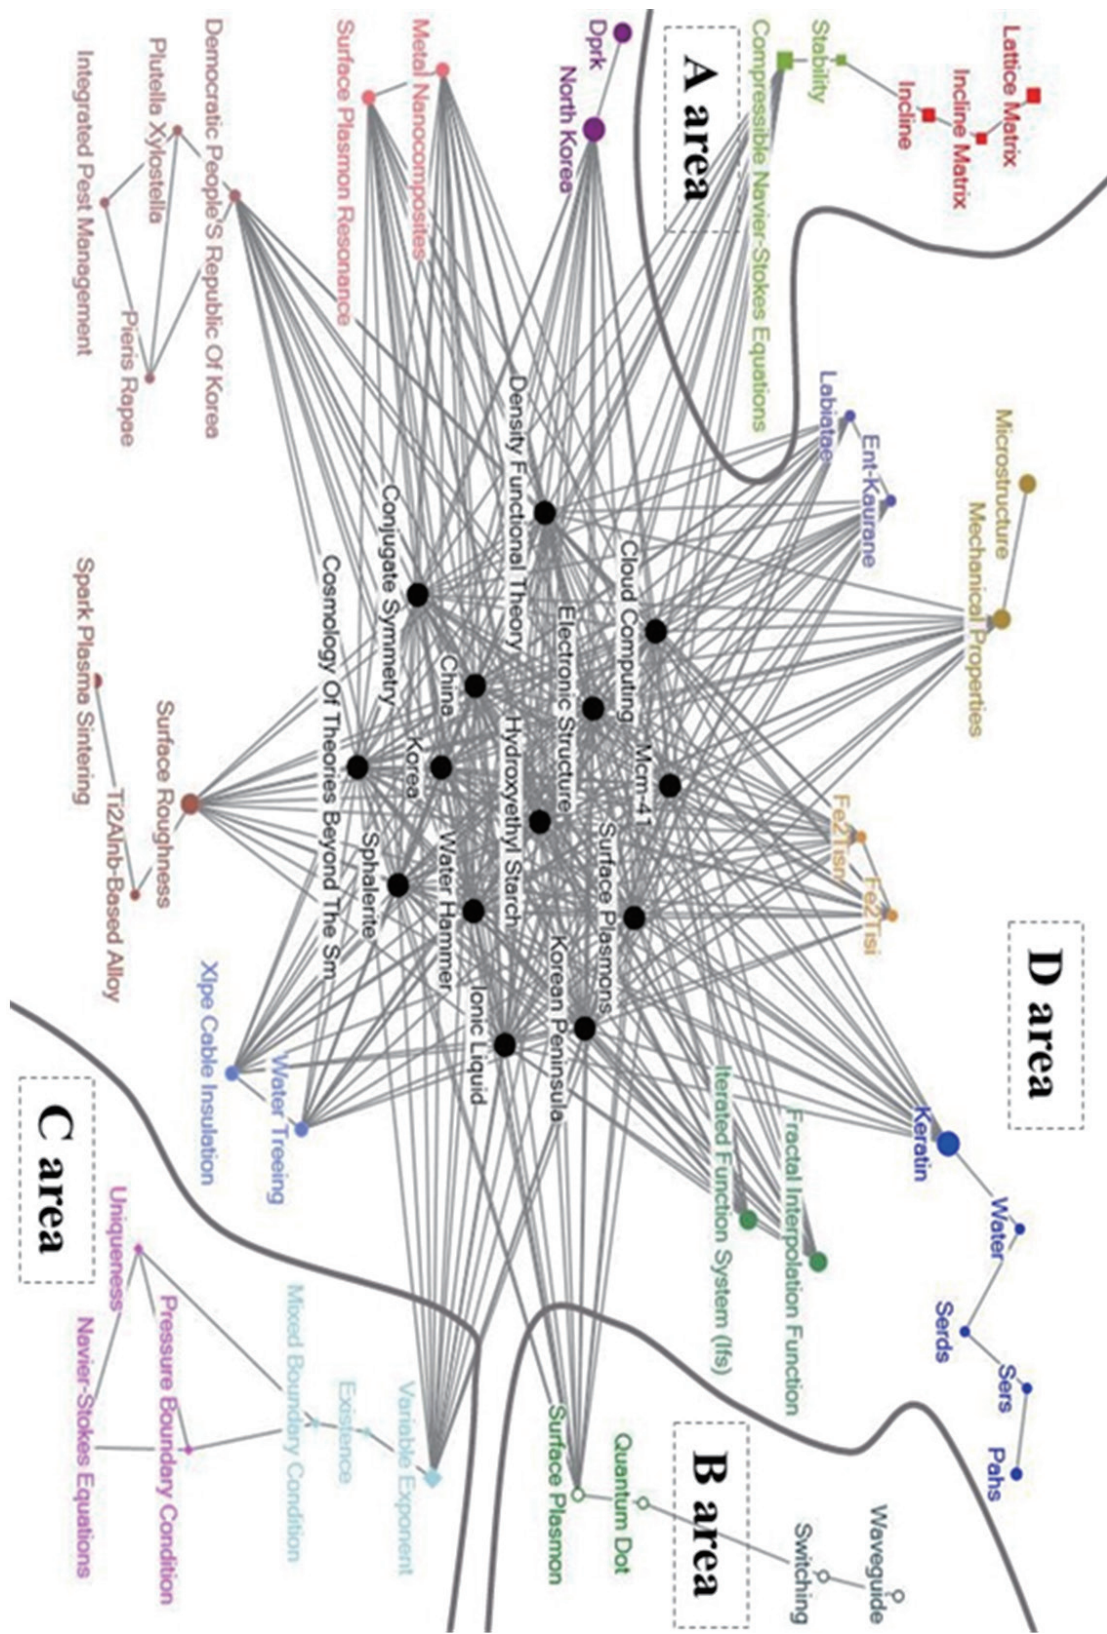 Lattice Matrix
Incline Matrix
Incline
Stability
Compressible Navier-Stokes Equations
A area
Dprk
North Korea
Metal Nanocomposites
Surface Plasmon Resonance
Democratic People'S Republic Of Korea
Plutella Xylostella
Integrated Pest Management
Pieris Rapae
Microstructure
Mechanical Properties
Labiatae
Ent-Kaurane
Density Functional Theory
Conjugate Symmetry
Cloud Computing
Electronic Structure
China
Cosmology Of Theories Beyond The Sm
Korea
Hydroxyethyl Starch
Mcm-41
Sphalerite
Water Hammer
Surface Plasmons
Korean Peninsula
Ionic Liquid
Spark Plasma Sintering
Surface Roughness
Ti2AlNb-Based Alloy
Fe2Tisn
Fe2Tisi
D area
Keratin
Water
Serds
Sers
Pahs
Iterated Function System (Ifs)
Fractal Interpolation Function
Xlpe Cable Insulation
Water Treeing
C area
Uniqueness
Pressure Boundary Condition
Navier-Stokes Equations
Mixed Boundary Condition
Existence
Variable Exponent
B area
Surface Plasmon
Quantum Dot
Switching
Waveguide